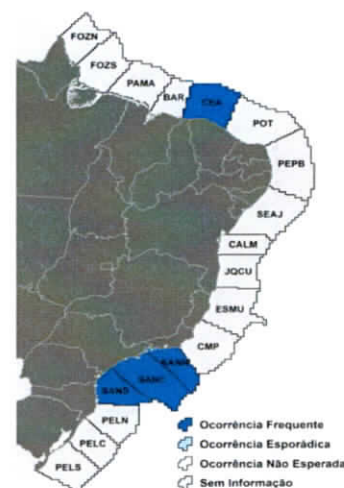 FOZN
FOZS
PAMA
BAR
CEA
POT
PEPB
SEAJ
CALM
JQCU
ESMU
CMP
SANN
SANC
SANS
PELN
PELC
PELS
Ocorrência Frequente
Ocorrência Esporádica
Ocorrência Não Esperada
Sem Informação